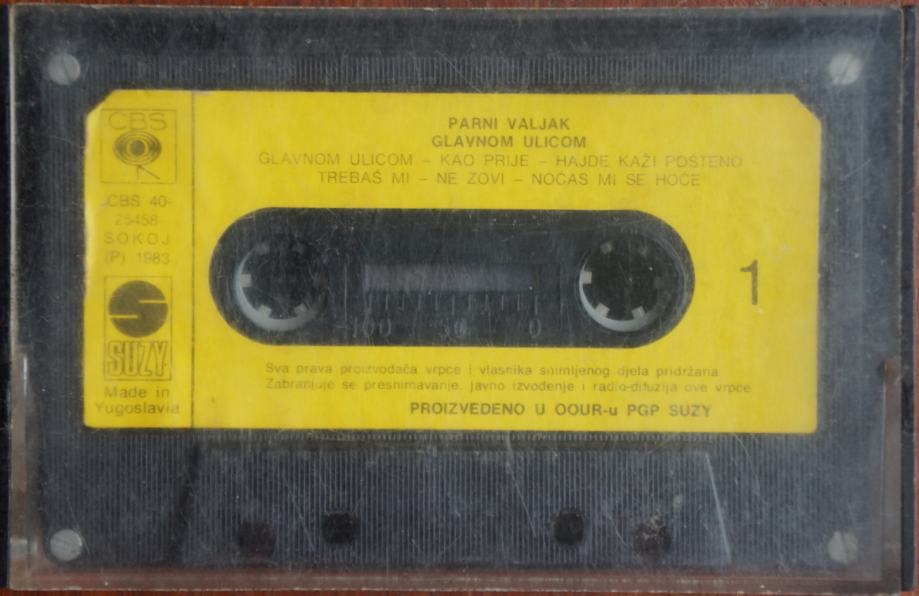 CBS
CBS 40-
25458
SOKOJ
(P) 1983
SUZY
Made in
Yugoslavia
PARNI VALJAK
GLAVNOM ULICOM
GLAVNOM ULICOM – KAO PRIJE – HAJDE KAŽI POŠTENO –
TREBAŠ MI – NE ZOVI – NOĆAS MI SE HOĆE
1
100 50 0
Sva prava proizvođača vrpce i vlasnika snimljenog djela pridržana
Zabranjuje se presnimavanje, javno izvođenje i radio-difuzija ove vrpce
PROIZVEDENO U OOUR-u PGP SUZY